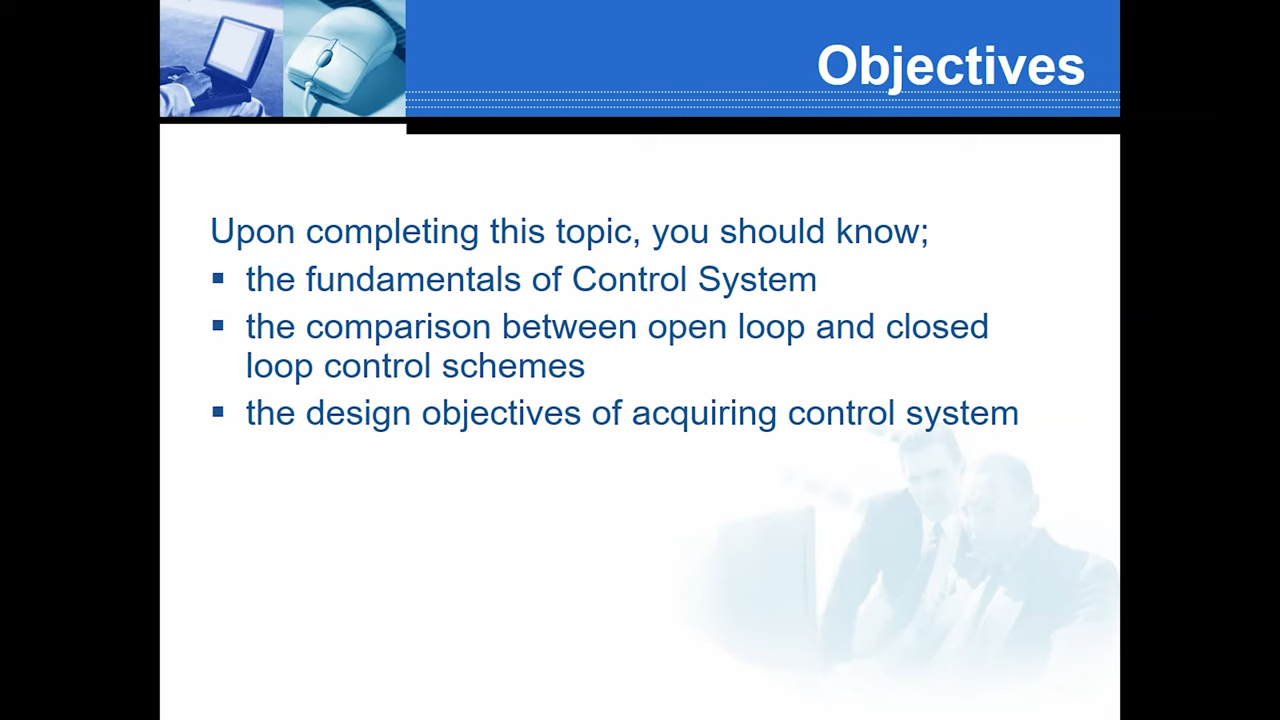 Objectives
Upon completing this topic, you should know;
▪ the fundamentals of Control System
▪ the comparison between open loop and closed
loop control schemes
▪ the design objectives of acquiring control system